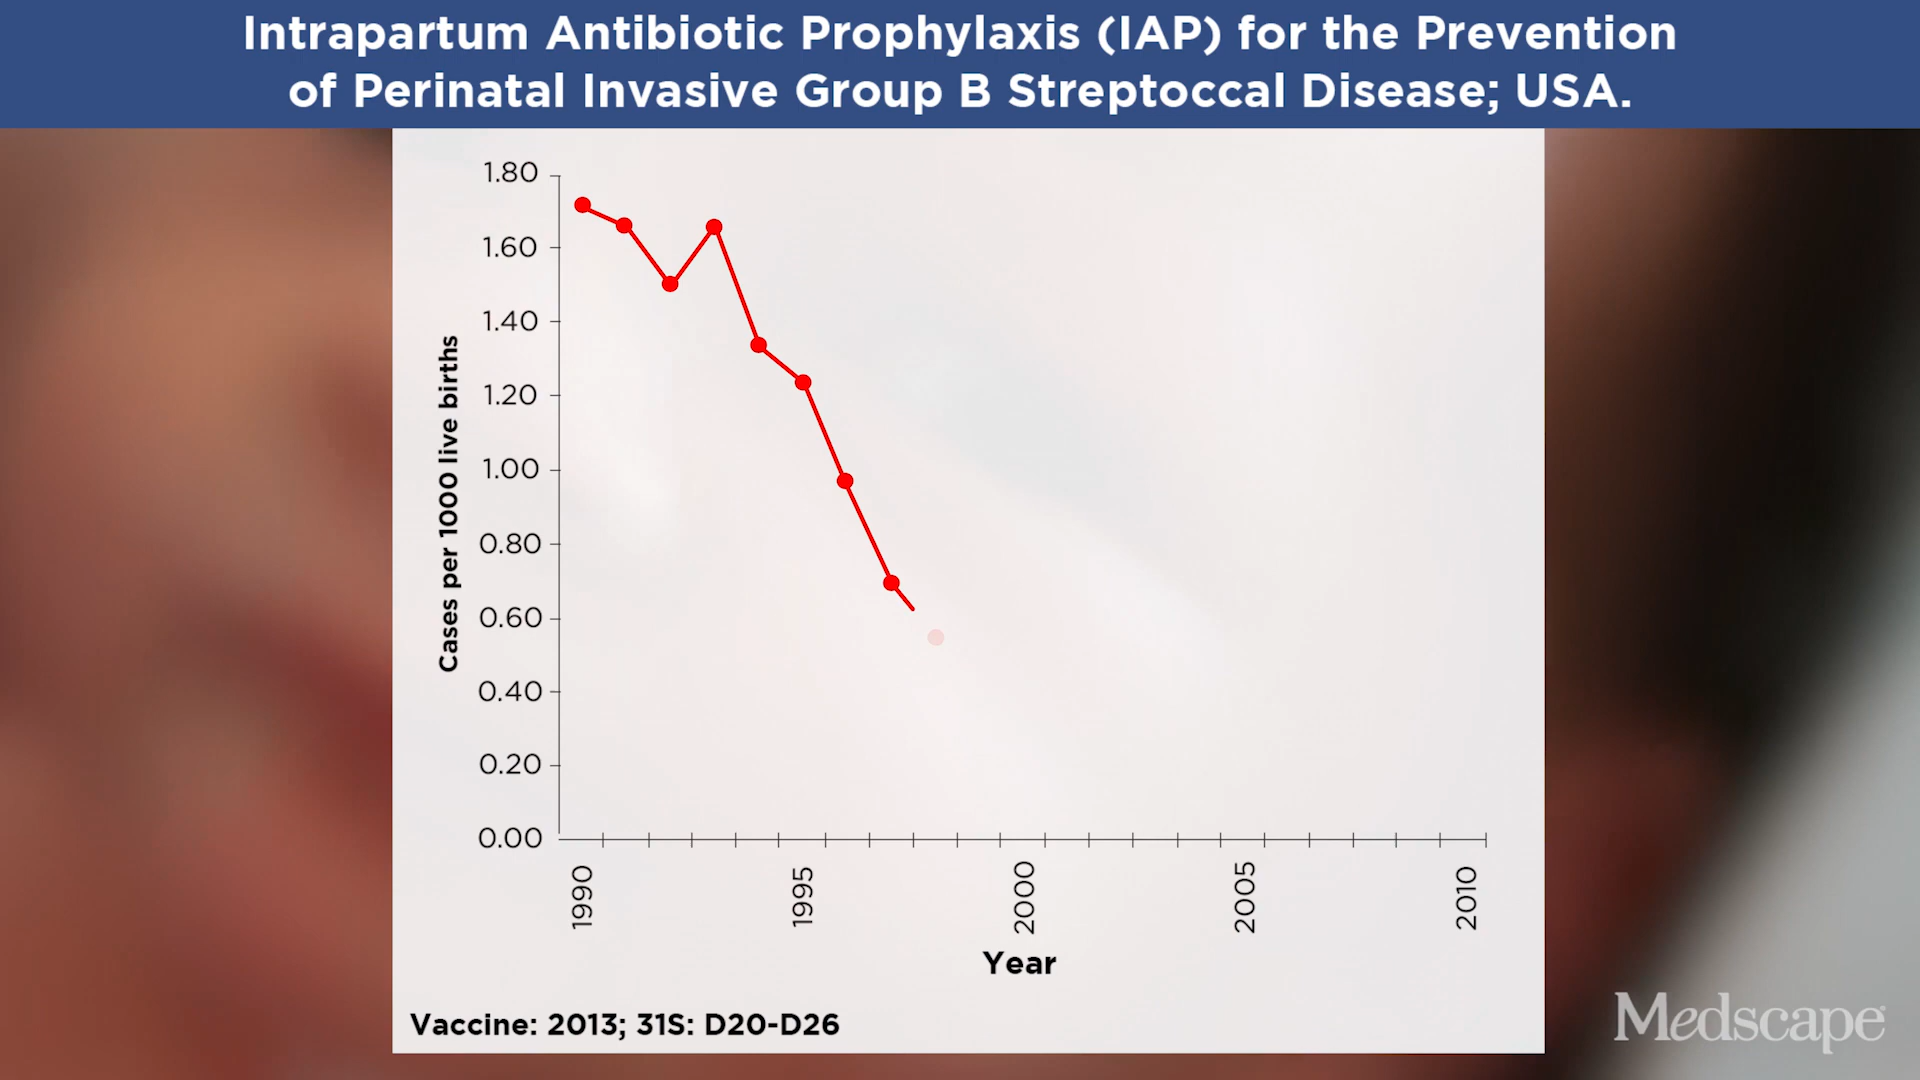 Intrapartum Antibiotic Prophylaxis (IAP) for the Prevention
of Perinatal Invasive Group B Streptoccal Disease; USA.
1.80
1.60
1.40
1.20
1.00
0.80
0.60
0.40
0.20
0.00
Cases per 1000 live births
1990
1995
2000
2005
2010
Year
Vaccine: 2013; 31S: D20-D26
Medscape